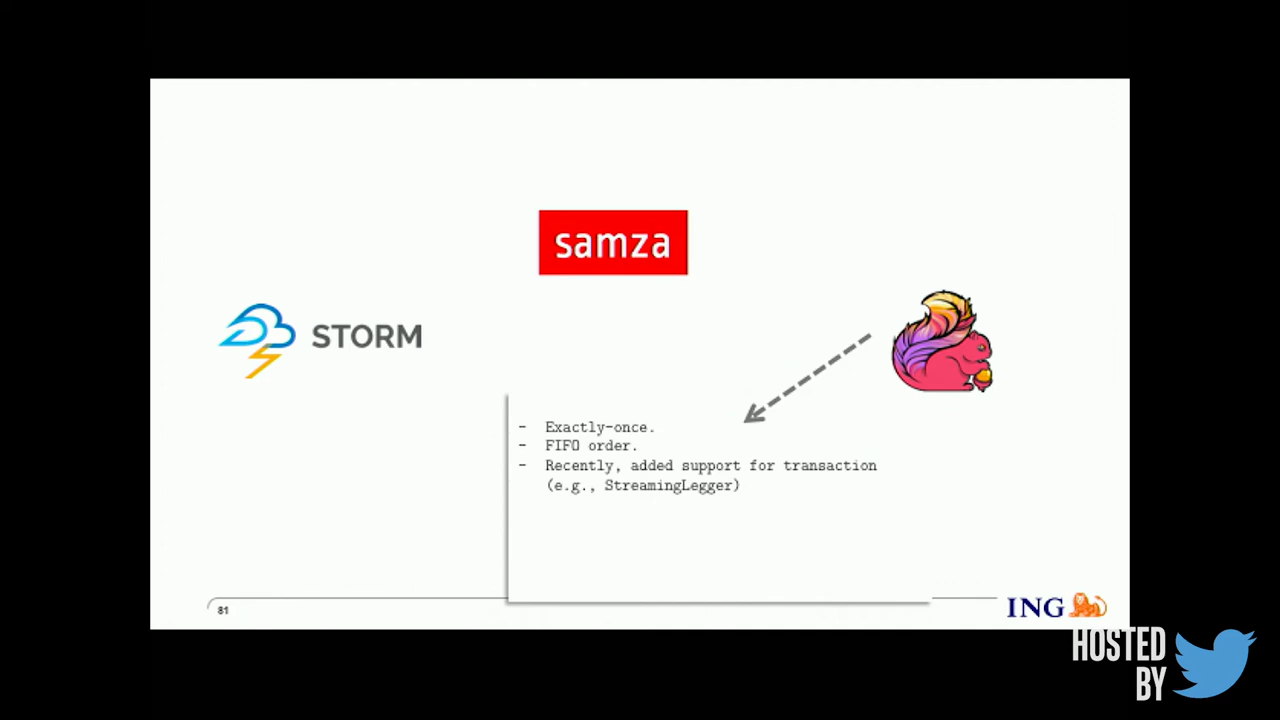 samza
STORM
- Exactly-once.
- FIFO order.
- Recently, added support for transaction
(e.g., StreamingLegger)
81
ING
HOSTED
BY